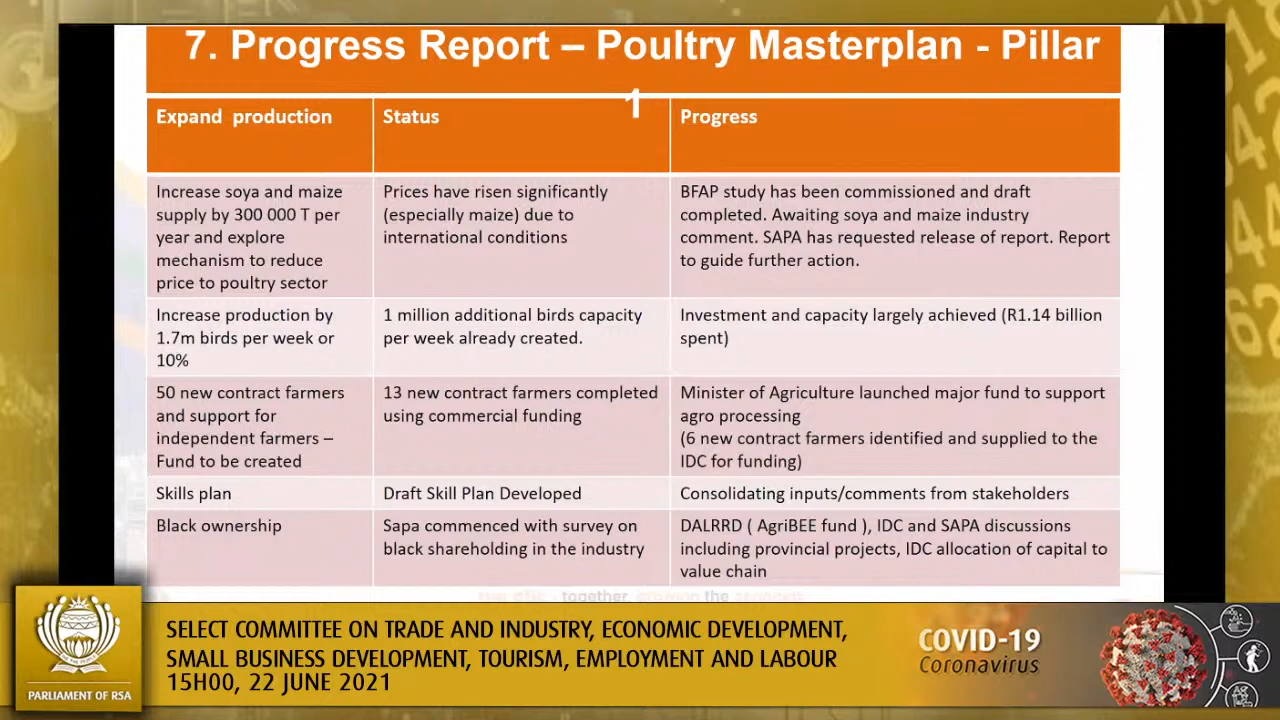 7. Progress Report – Poultry Masterplan - Pillar
1
Expand production
Status
Progress
Increase soya and maize
supply by 300 000 T per
year and explore
mechanism to reduce
price to poultry sector
Prices have risen significantly
(especially maize) due to
international conditions
BFAP study has been commissioned and draft
completed. Awaiting soya and maize industry
comment. SAPA has requested release of report. Report
to guide further action.
Increase production by
1.7m birds per week or
10%
1 million additional birds capacity
per week already created.
Investment and capacity largely achieved (R1.14 billion
spent)
50 new contract farmers
and support for
independent farmers –
Fund to be created
13 new contract farmers completed
using commercial funding
Minister of Agriculture launched major fund to support
agro processing
(6 new contract farmers identified and supplied to the
IDC for funding)
Skills plan
Draft Skill Plan Developed
Consolidating inputs/comments from stakeholders
Black ownership
Sapa commenced with survey on
black shareholding in the industry
DALRRD ( AgriBEE fund ), IDC and SAPA discussions
including provincial projects, IDC allocation of capital to
value chain
together, growing the
SELECT COMMITTEE ON TRADE AND INDUSTRY, ECONOMIC DEVELOPMENT,
SMALL BUSINESS DEVELOPMENT, TOURISM, EMPLOYMENT AND LABOUR
15H00, 22 JUNE 2021
PARLIAMENT OF RSA
COVID-19
Coronavirus